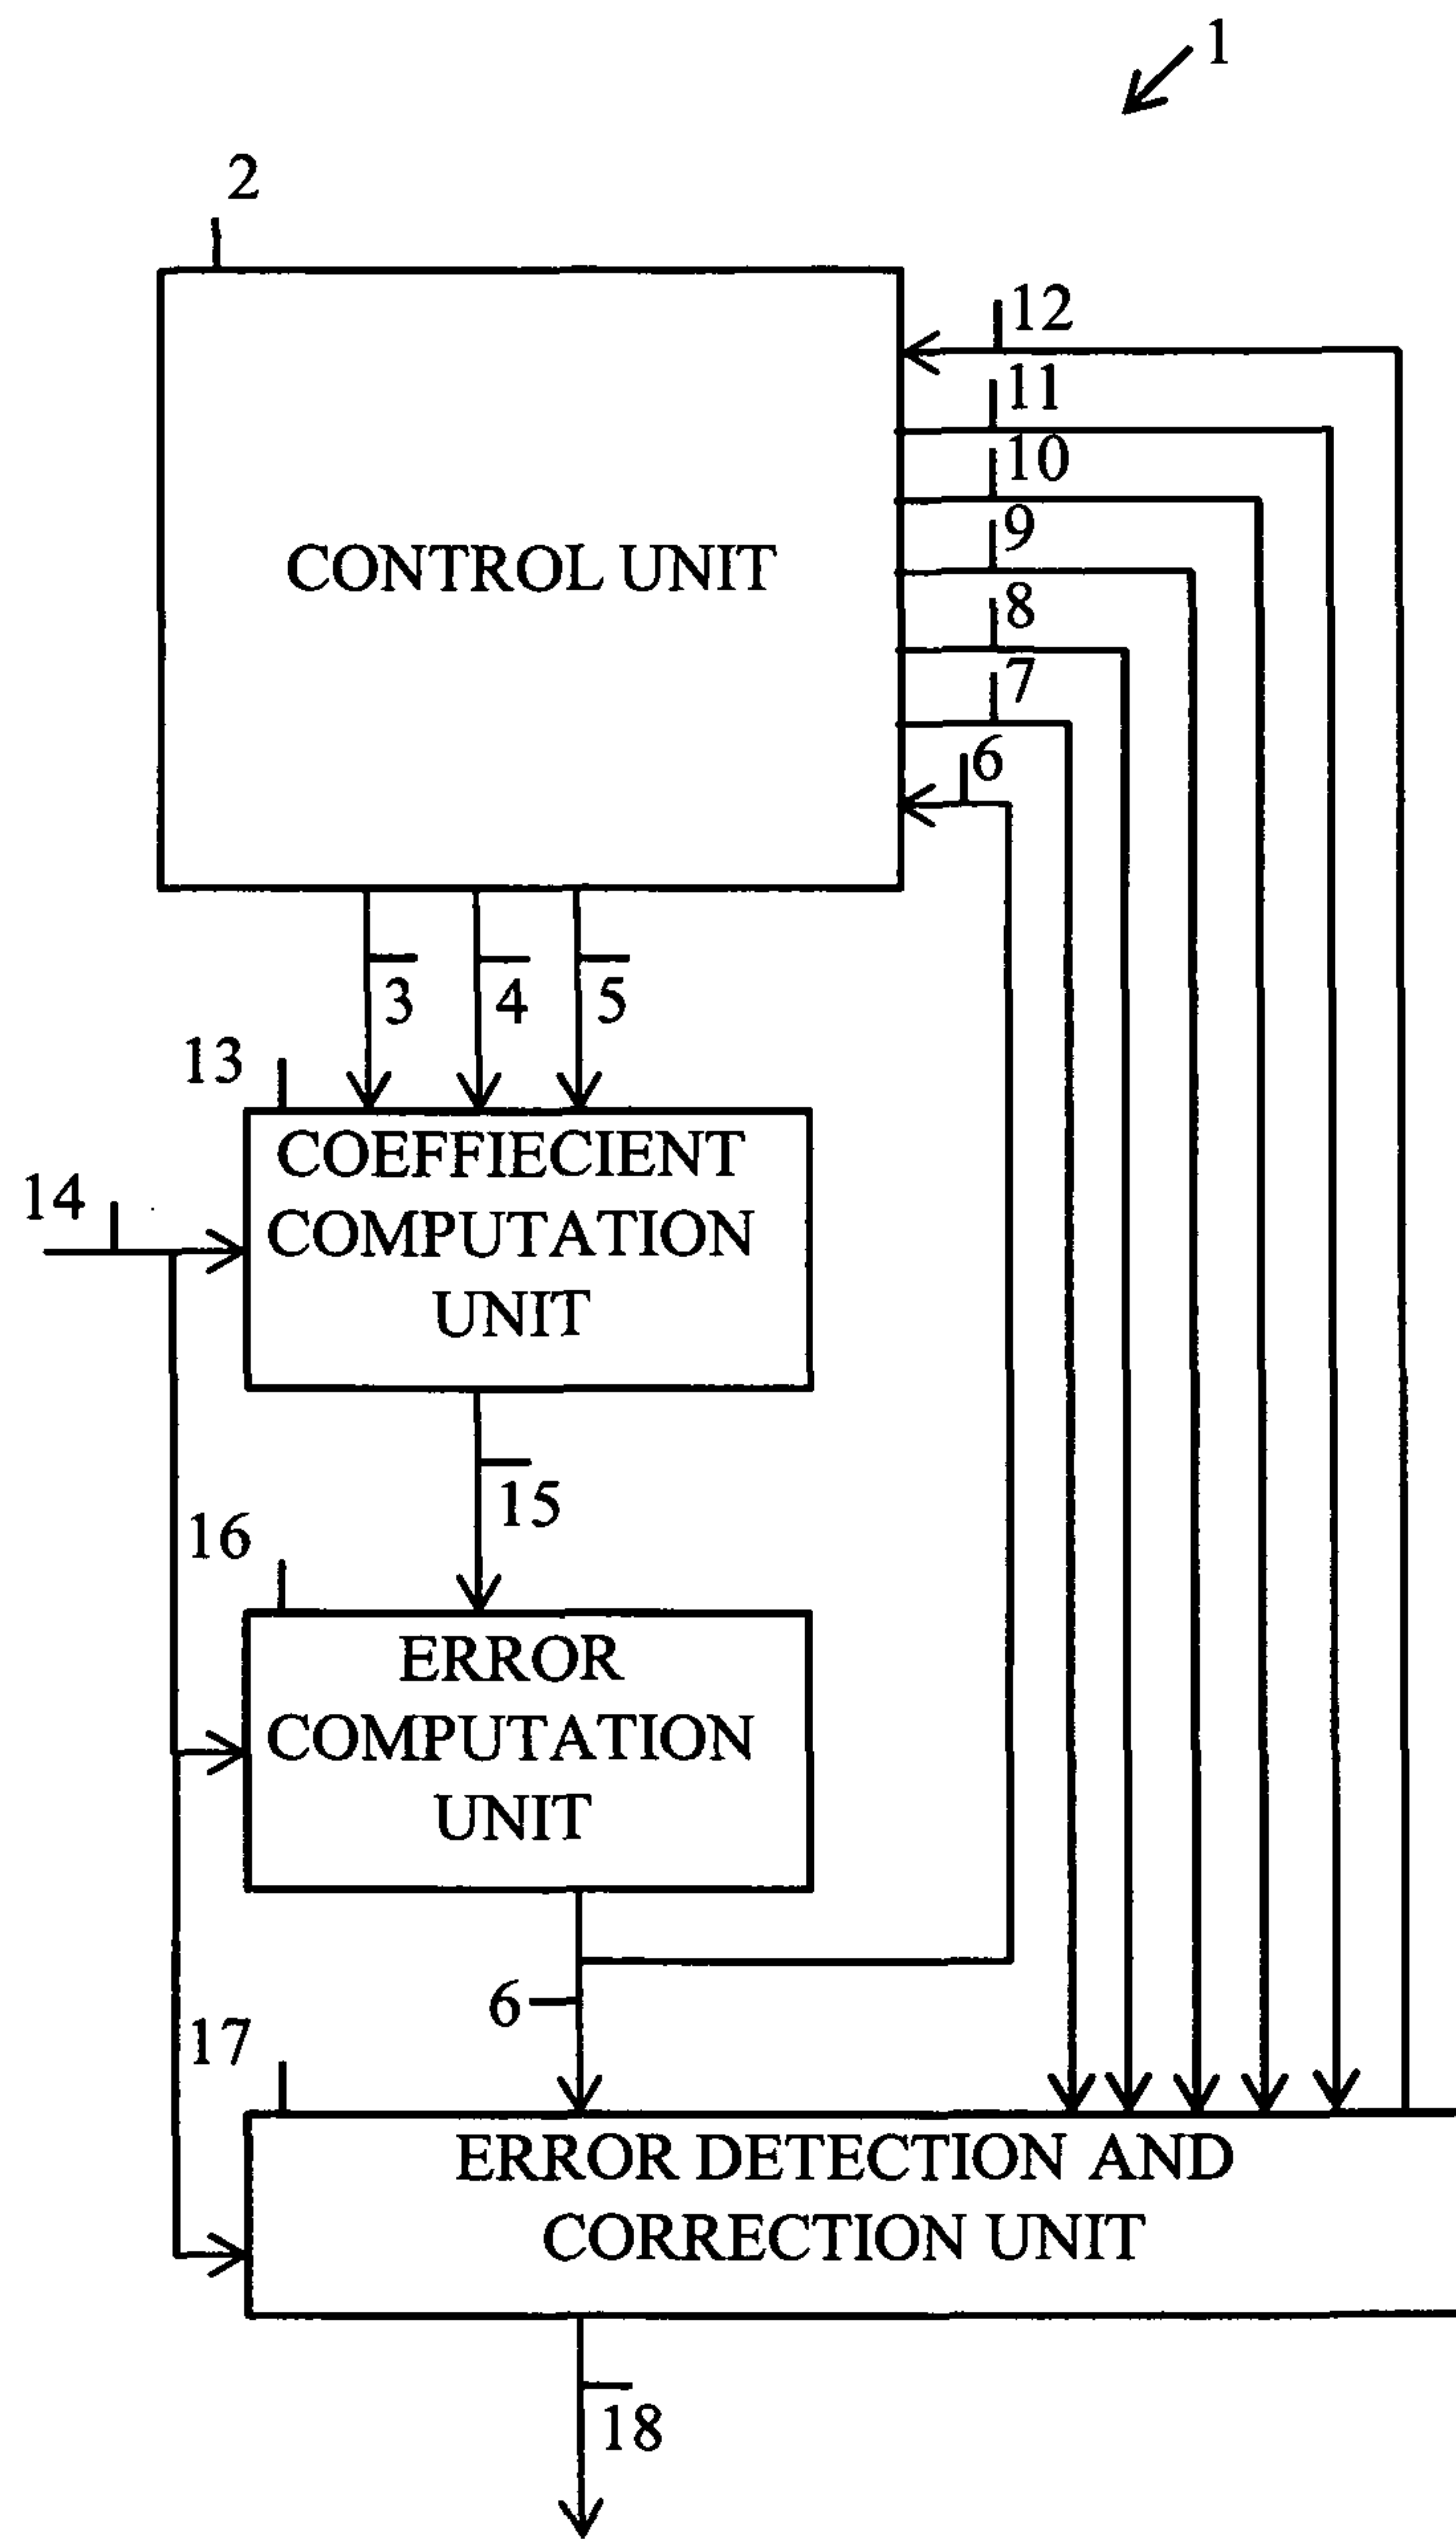 1
2
12
11
10
9
8
7
6
CONTROL UNIT
3
4
5
13
COEFFIECIENT
COMPUTATION
UNIT
14
15
16
ERROR
COMPUTATION
UNIT
6
17
ERROR DETECTION AND
CORRECTION UNIT
18